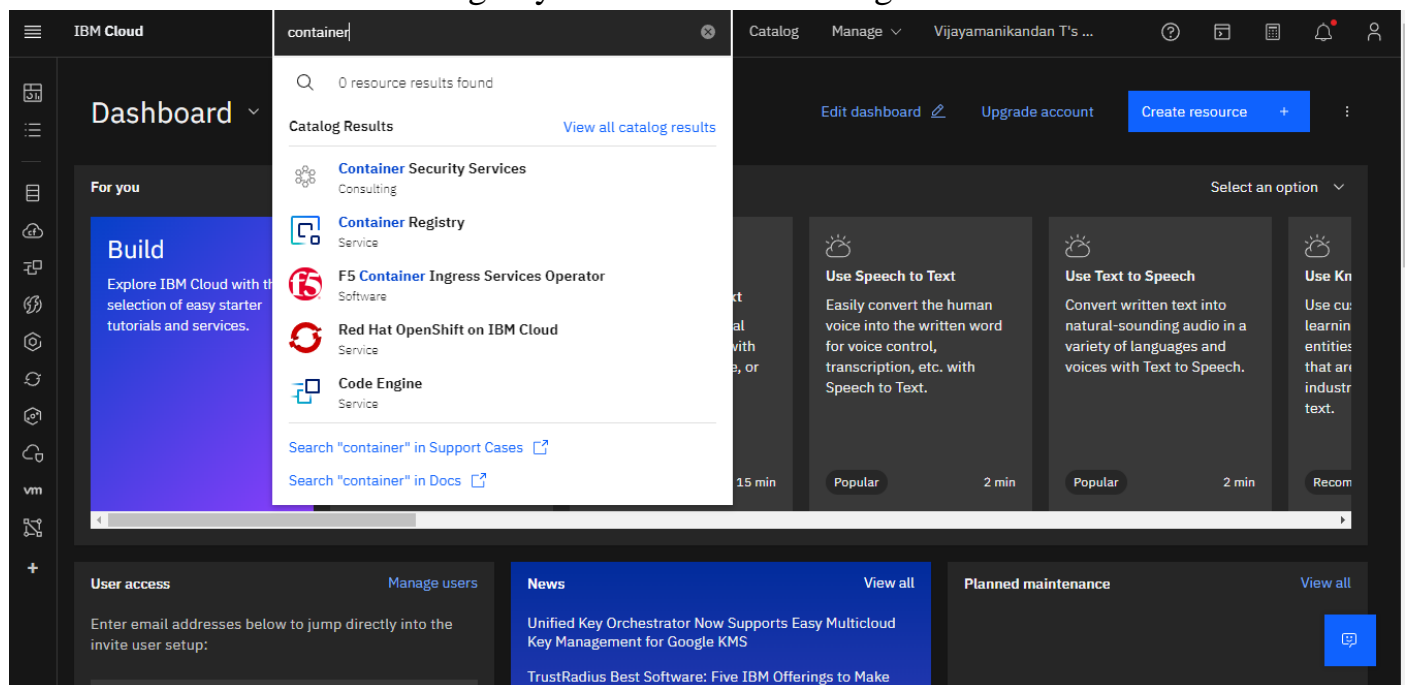 IBM Cloud
container
Catalog
Manage
Vijayamanikandan T's ...
Dashboard
Edit dashboard
Upgrade account
Create resource +
0 resource results found
Catalog Results
View all catalog results
Container Security Services
Consulting
Container Registry
Service
F5 Container Ingress Services Operator
Software
Red Hat OpenShift on IBM Cloud
Service
Code Engine
Service
Search "container" in Support Cases
Search "container" in Docs
For you
Select an option
Build
Explore IBM Cloud with th
selection of easy starter
tutorials and services.
al
with
e, or
15 min
Use Speech to Text
Easily convert the human
voice into the written word
for voice control,
transcription, etc. with
Speech to Text.
Popular
2 min
Use Text to Speech
Convert written text into
natural-sounding audio in a
variety of languages and
voices with Text to Speech.
Popular
2 min
Use Kn
Use cu
learnin
entities
that are
industr
text.
Recom
vm
User access
Manage users
Enter email addresses below to jump directly into the
invite user setup:
News
View all
Unified Key Orchestrator Now Supports Easy Multicloud
Key Management for Google KMS
TrustRadius Best Software: Five IBM Offerings to Make
Planned maintenance
View all